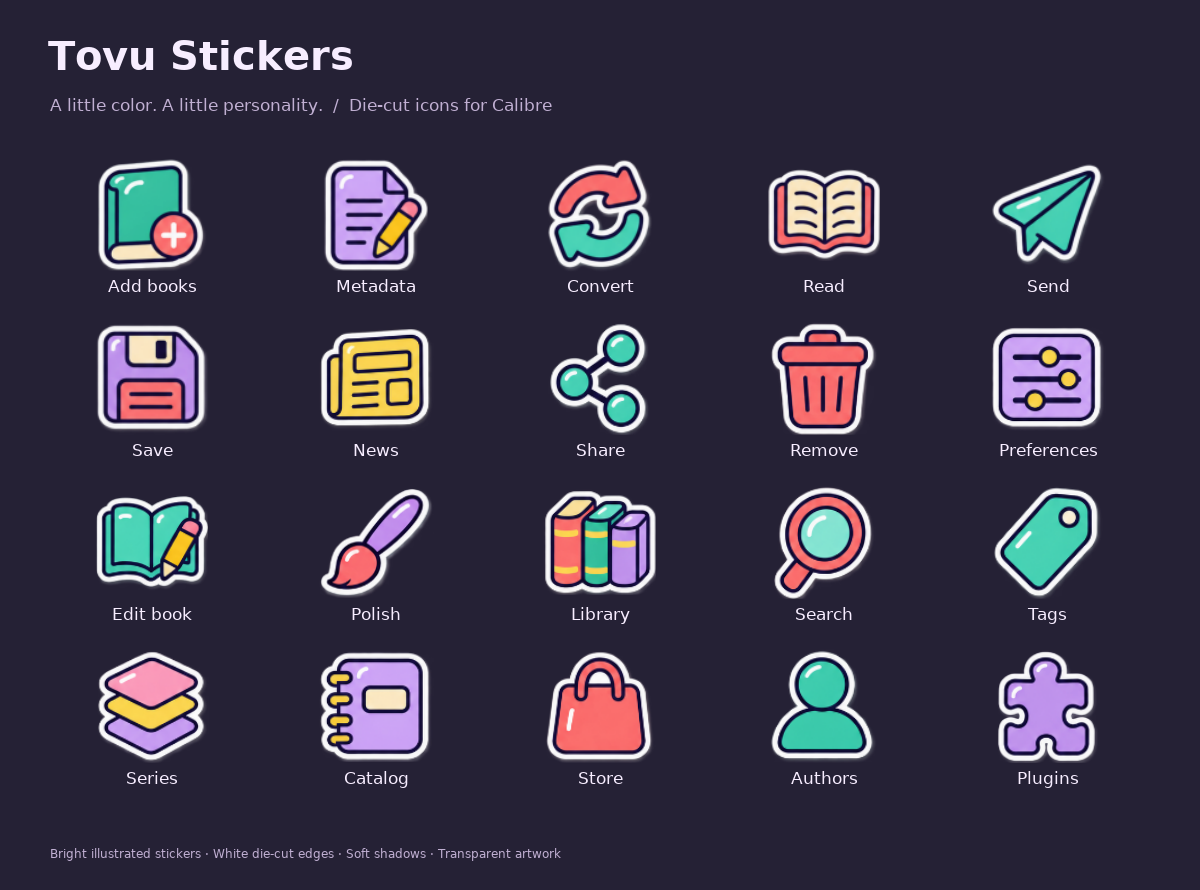 Tovu Stickers
A little color. A little personality.  /  Die-cut icons for Calibre
Add books
Metadata
Convert
Read
Send
Save
News
Share
Remove
Preferences
Edit book
Polish
Library
Search
Tags
Series
Catalog
Store
Authors
Plugins
Bright illustrated stickers · White die-cut edges · Soft shadows · Transparent artwork